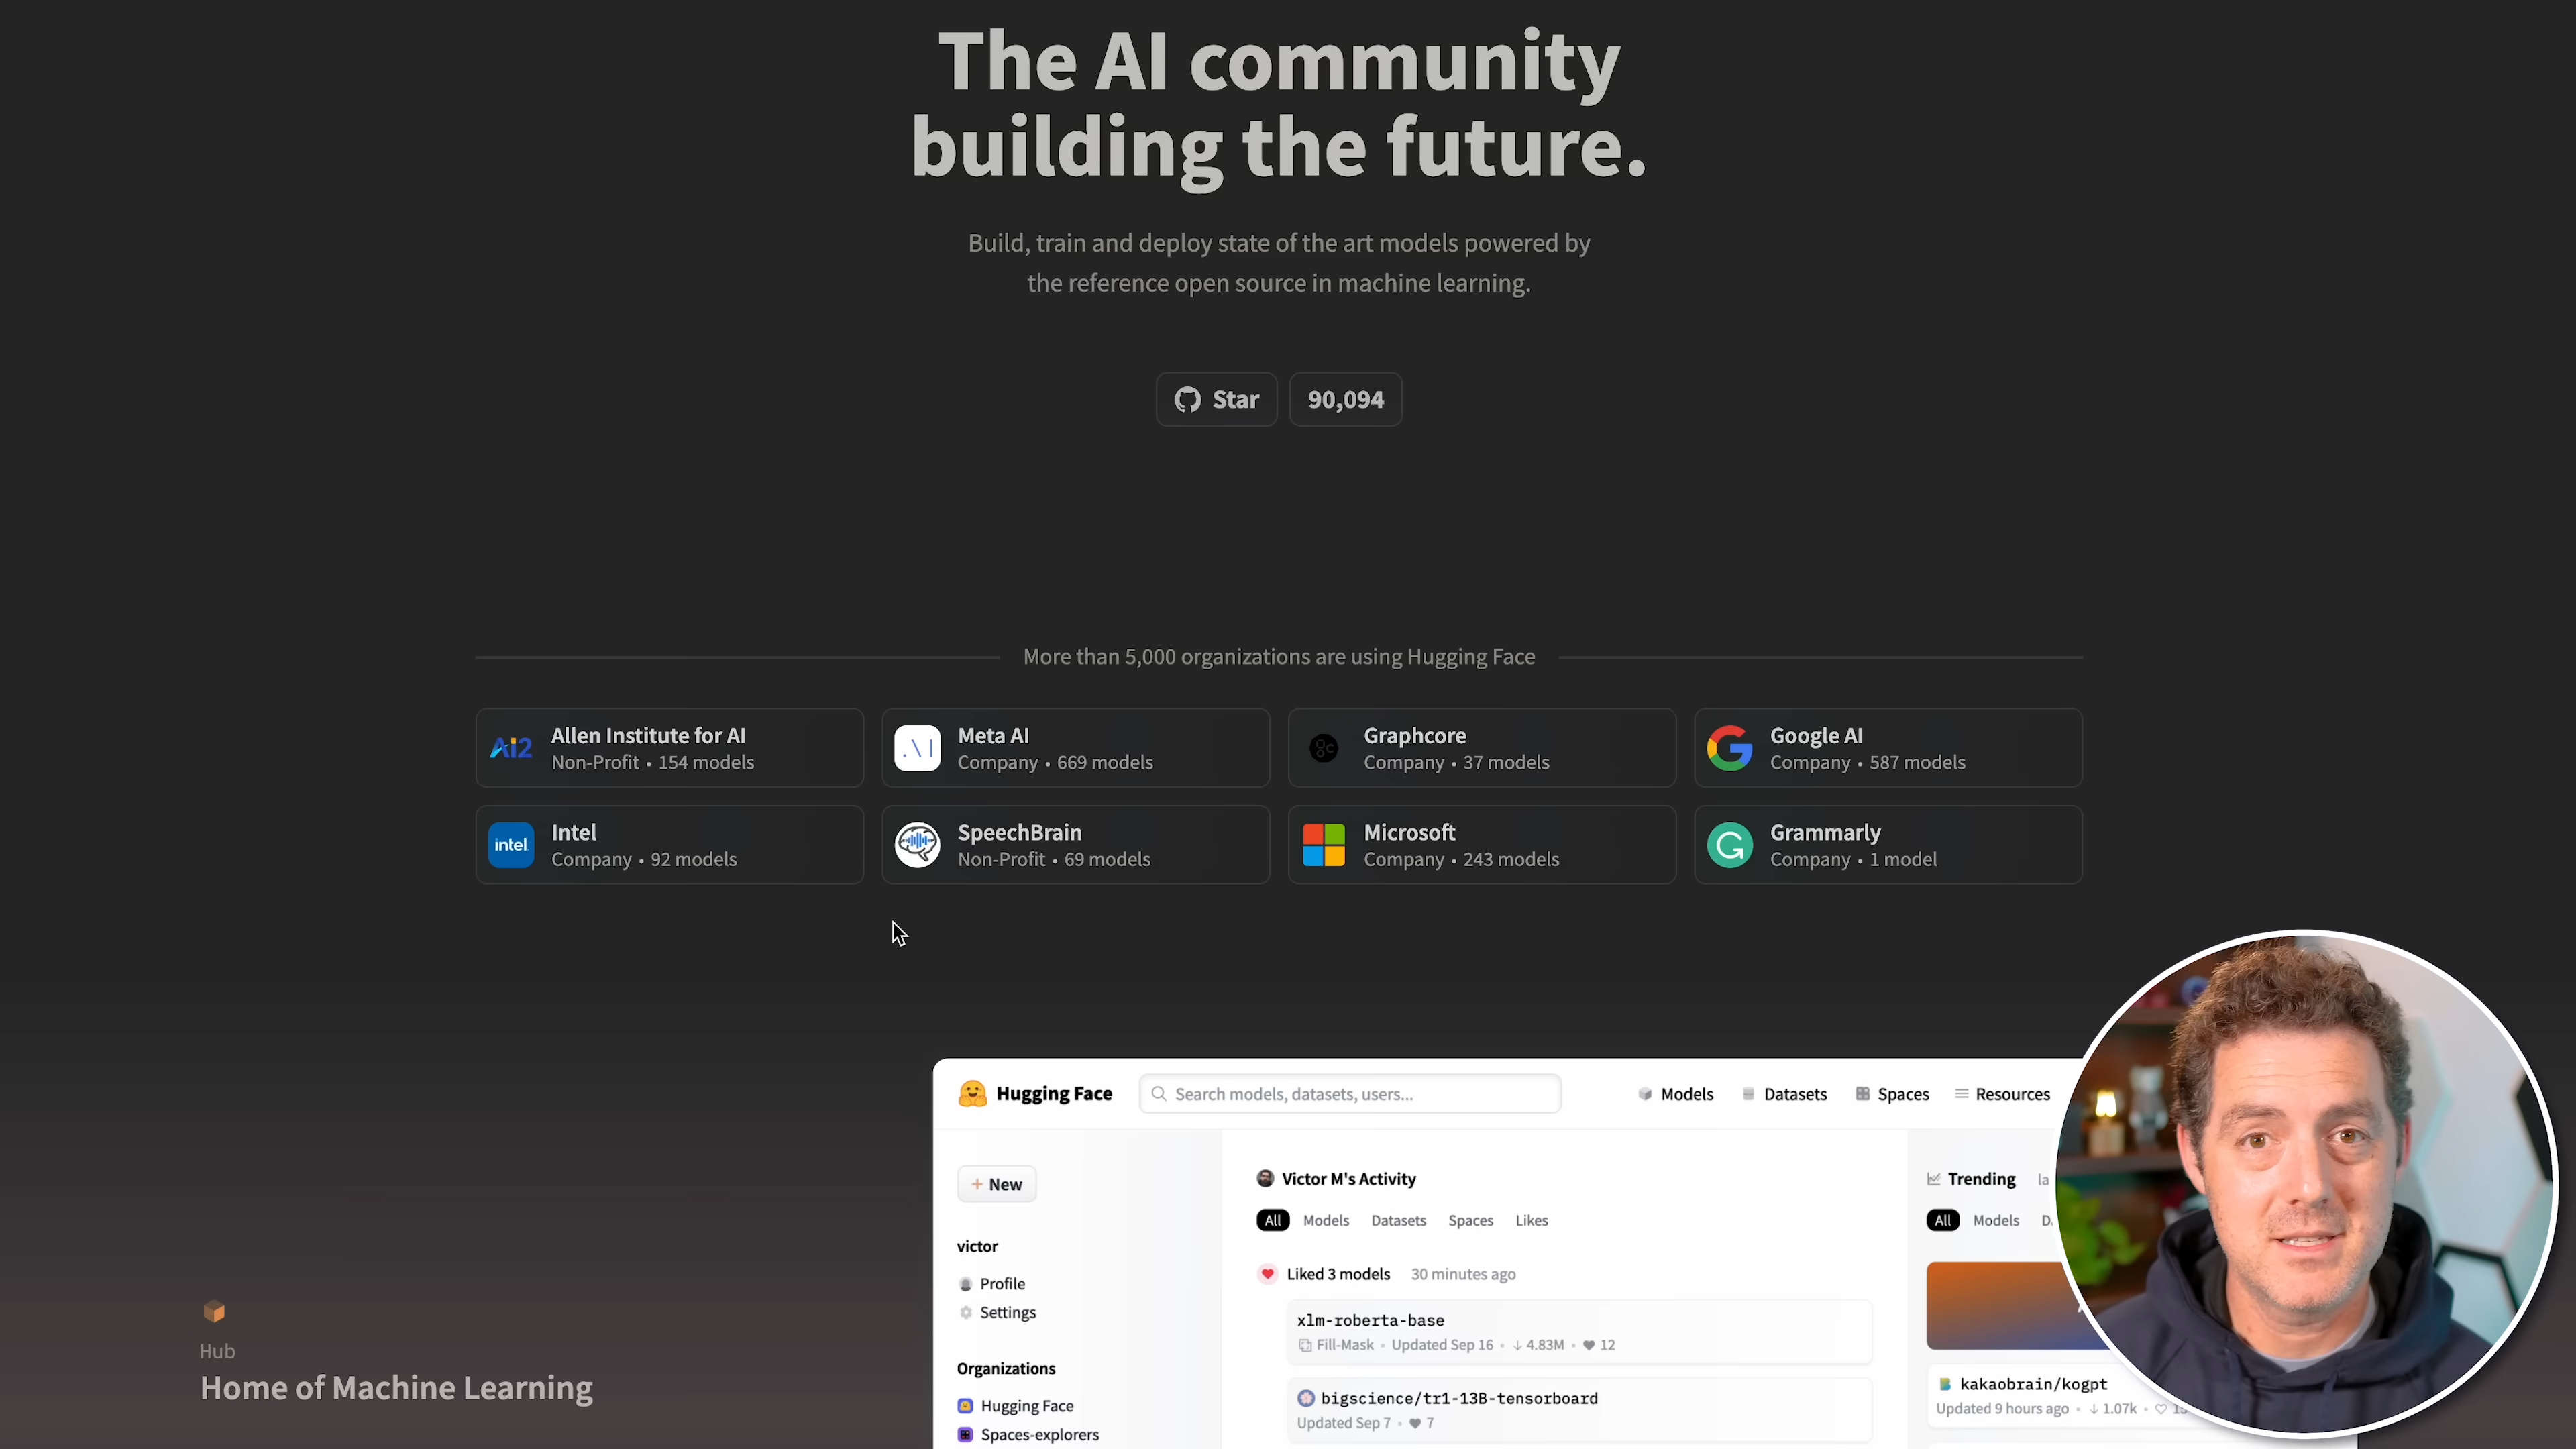 The AI community
building the future.
Build, train and deploy state of the art models powered by
the reference open source in machine learning.
Star 90,094
More than 5,000 organizations are using Hugging Face
Ai2
Allen Institute for AI
Non-Profit • 154 models
Meta AI
Company • 669 models
Graphcore
Company • 37 models
Google AI
Company • 587 models
intel
Intel
Company • 92 models
SpeechBrain
Non-Profit • 69 models
Microsoft
Company • 243 models
Grammarly
Company • 1 model
Hub
Home of Machine Learning
Hugging Face Search models, datasets, users... Models Datasets Spaces Resources
+ New
victor
Profile
Settings
Organizations
Hugging Face
Spaces-explorers
Victor M's Activity
All Models Datasets Spaces Likes
Liked 3 models 30 minutes ago
xlm-roberta-base
Fill-Mask • Updated Sep 16 • ↓ 4.83M • 12
bigscience/tr1-13B-tensorboard
Updated Sep 7 • 7
Trending
All Models
kakaobrain/kogpt
Updated 9 hours ago • ↓ 1.07k •